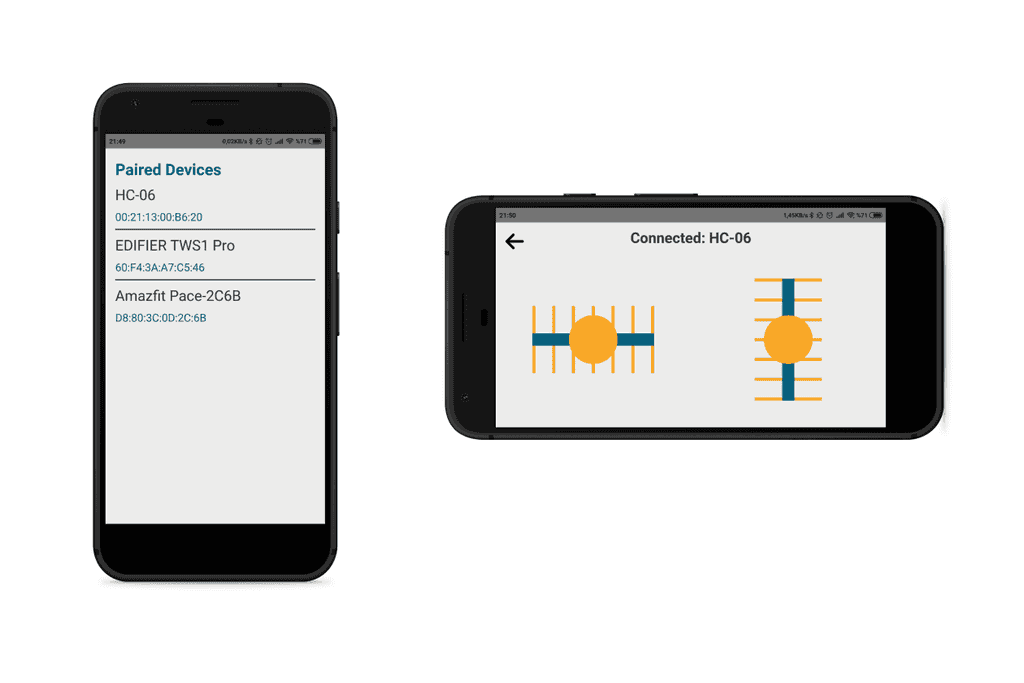 21:49 0,02KB/s %71
Paired Devices
HC-06
00:21:13:00:B6:20
EDIFIER TWS1 Pro
60:F4:3A:A7:C5:46
Amazfit Pace-2C6B
D8:80:3C:0D:2C:6B
21:50 1,41KB/s %71
Connected: HC-06